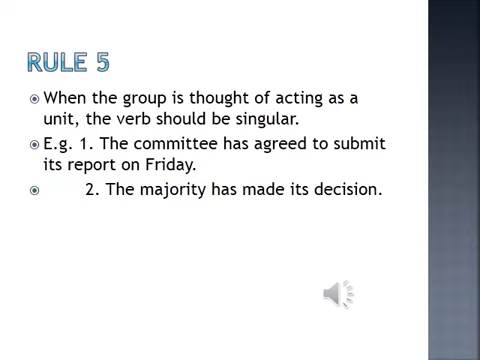 RULE 5
When the group is thought of acting as a
unit, the verb should be singular.
E.g. 1. The committee has agreed to submit
its report on Friday.
2. The majority has made its decision.